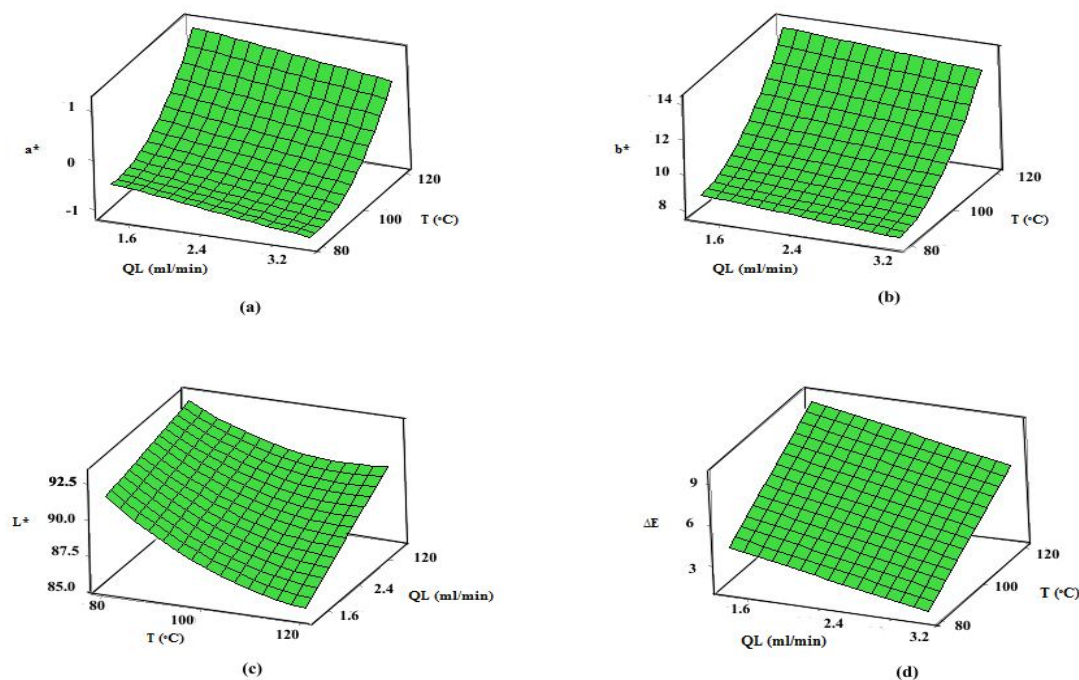 1
a*
0
-1
1.6
2.4
3.2
QL (ml/min)
80
100
120
T (°C)
(a)
14
12
b*
10
8
1.6
2.4
3.2
QL (ml/min)
80
100
120
T (°C)
(b)
92.5
L*
90.0
87.5
85.0
80
100
120
T (°C)
1.6
2.4
120
QL (ml/min)
(c)
9
6
ΔE
3
1.6
2.4
3.2
QL (ml/min)
80
100
120
T (°C)
(d)